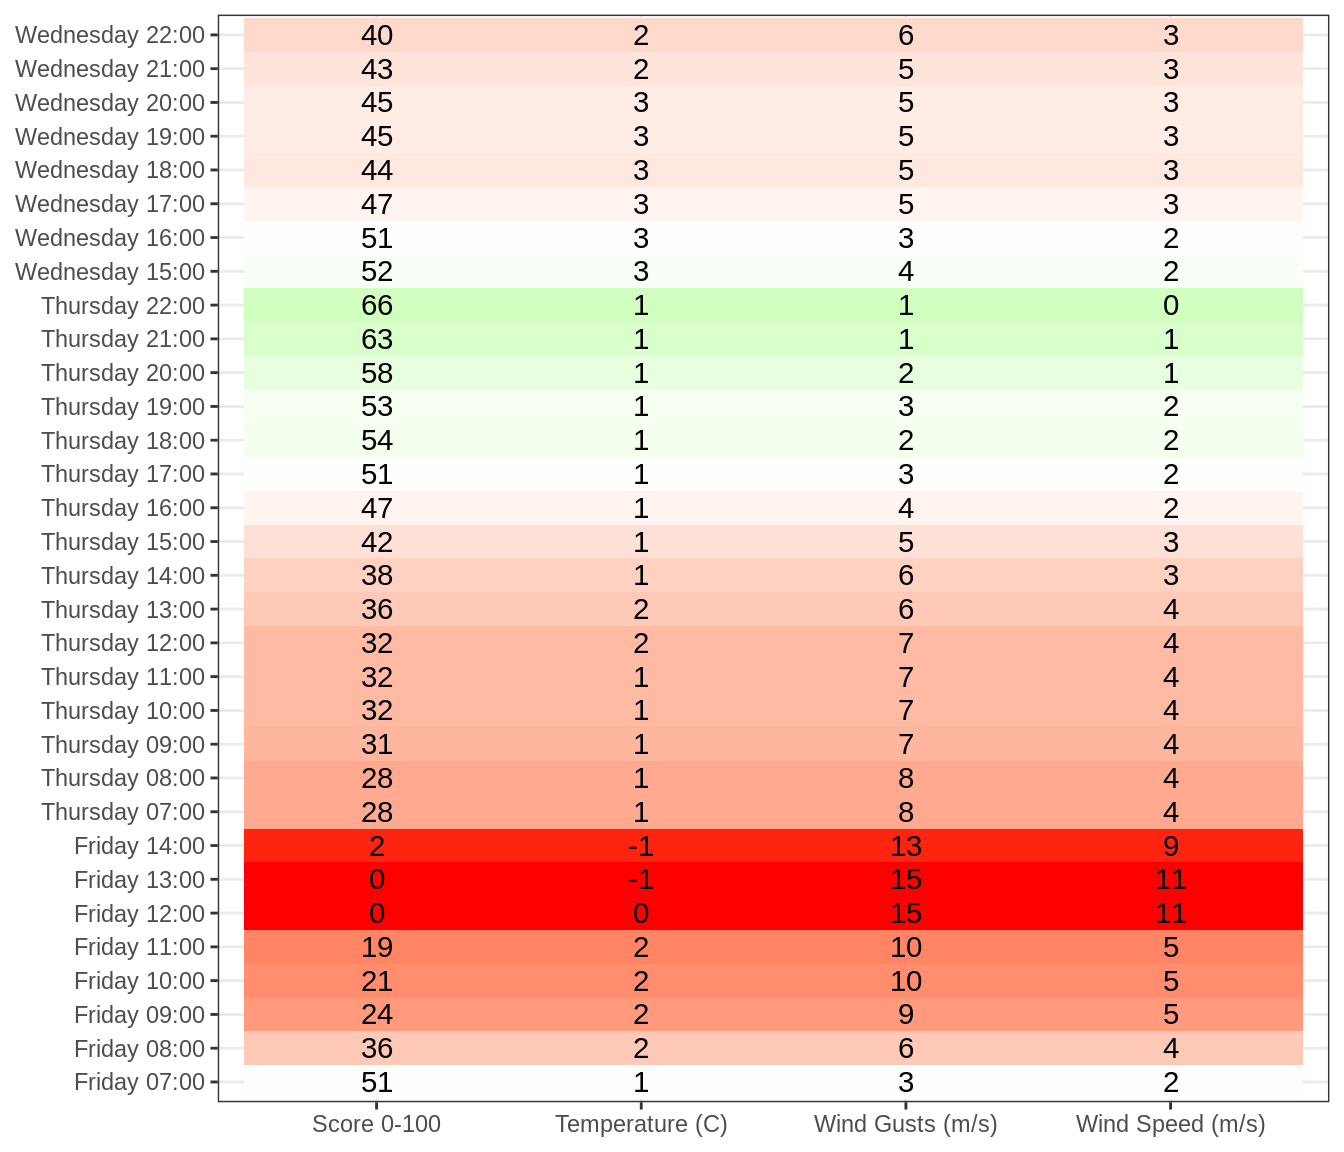 Wednesday 22:00 40 2 6 3
Wednesday 21:00 43 2 5 3
Wednesday 20:00 45 3 5 3
Wednesday 19:00 45 3 5 3
Wednesday 18:00 44 3 5 3
Wednesday 17:00 47 3 5 3
Wednesday 16:00 51 3 3 2
Wednesday 15:00 52 3 4 2
Thursday 22:00 66 1 1 0
Thursday 21:00 63 1 1 1
Thursday 20:00 58 1 2 1
Thursday 19:00 53 1 3 2
Thursday 18:00 54 1 2 2
Thursday 17:00 51 1 3 2
Thursday 16:00 47 1 4 2
Thursday 15:00 42 1 5 3
Thursday 14:00 38 1 6 3
Thursday 13:00 36 2 6 4
Thursday 12:00 32 2 7 4
Thursday 11:00 32 1 7 4
Thursday 10:00 32 1 7 4
Thursday 09:00 31 1 7 4
Thursday 08:00 28 1 8 4
Thursday 07:00 28 1 8 4
Friday 14:00 2 -1 13 9
Friday 13:00 0 -1 15 11
Friday 12:00 0 0 15 11
Friday 11:00 19 2 10 5
Friday 10:00 21 2 10 5
Friday 09:00 24 2 9 5
Friday 08:00 36 2 6 4
Friday 07:00 51 1 3 2
Score 0-100 Temperature (C) Wind Gusts (m/s) Wind Speed (m/s)